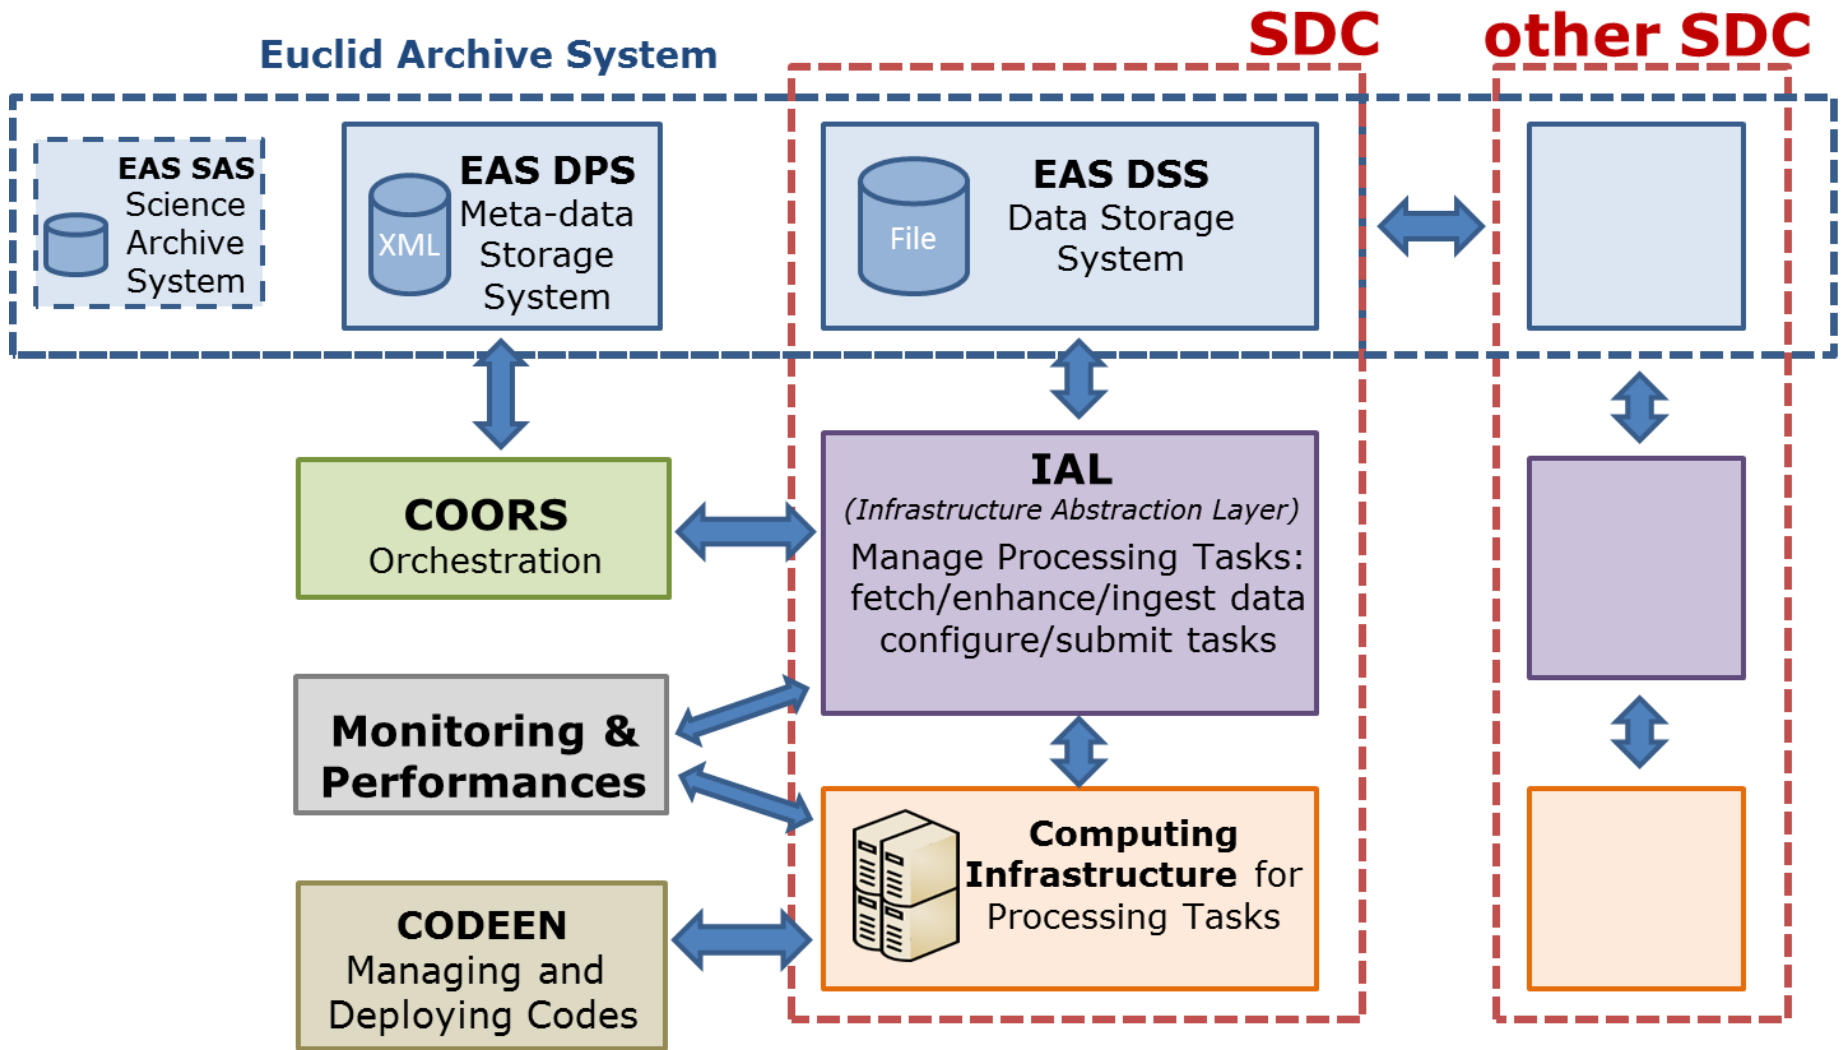 SDC
other SDC
Euclid Archive System
EAS SAS
Science
Archive
System
XML
EAS DPS
Meta-data
Storage
System
File
EAS DSS
Data Storage
System
COORS
Orchestration
IAL
(Infrastructure Abstraction Layer)
Manage Processing Tasks:
fetch/enhance/ingest data
configure/submit tasks
Monitoring &
Performances
Computing
Infrastructure for
Processing Tasks
CODEEN
Managing and
Deploying Codes